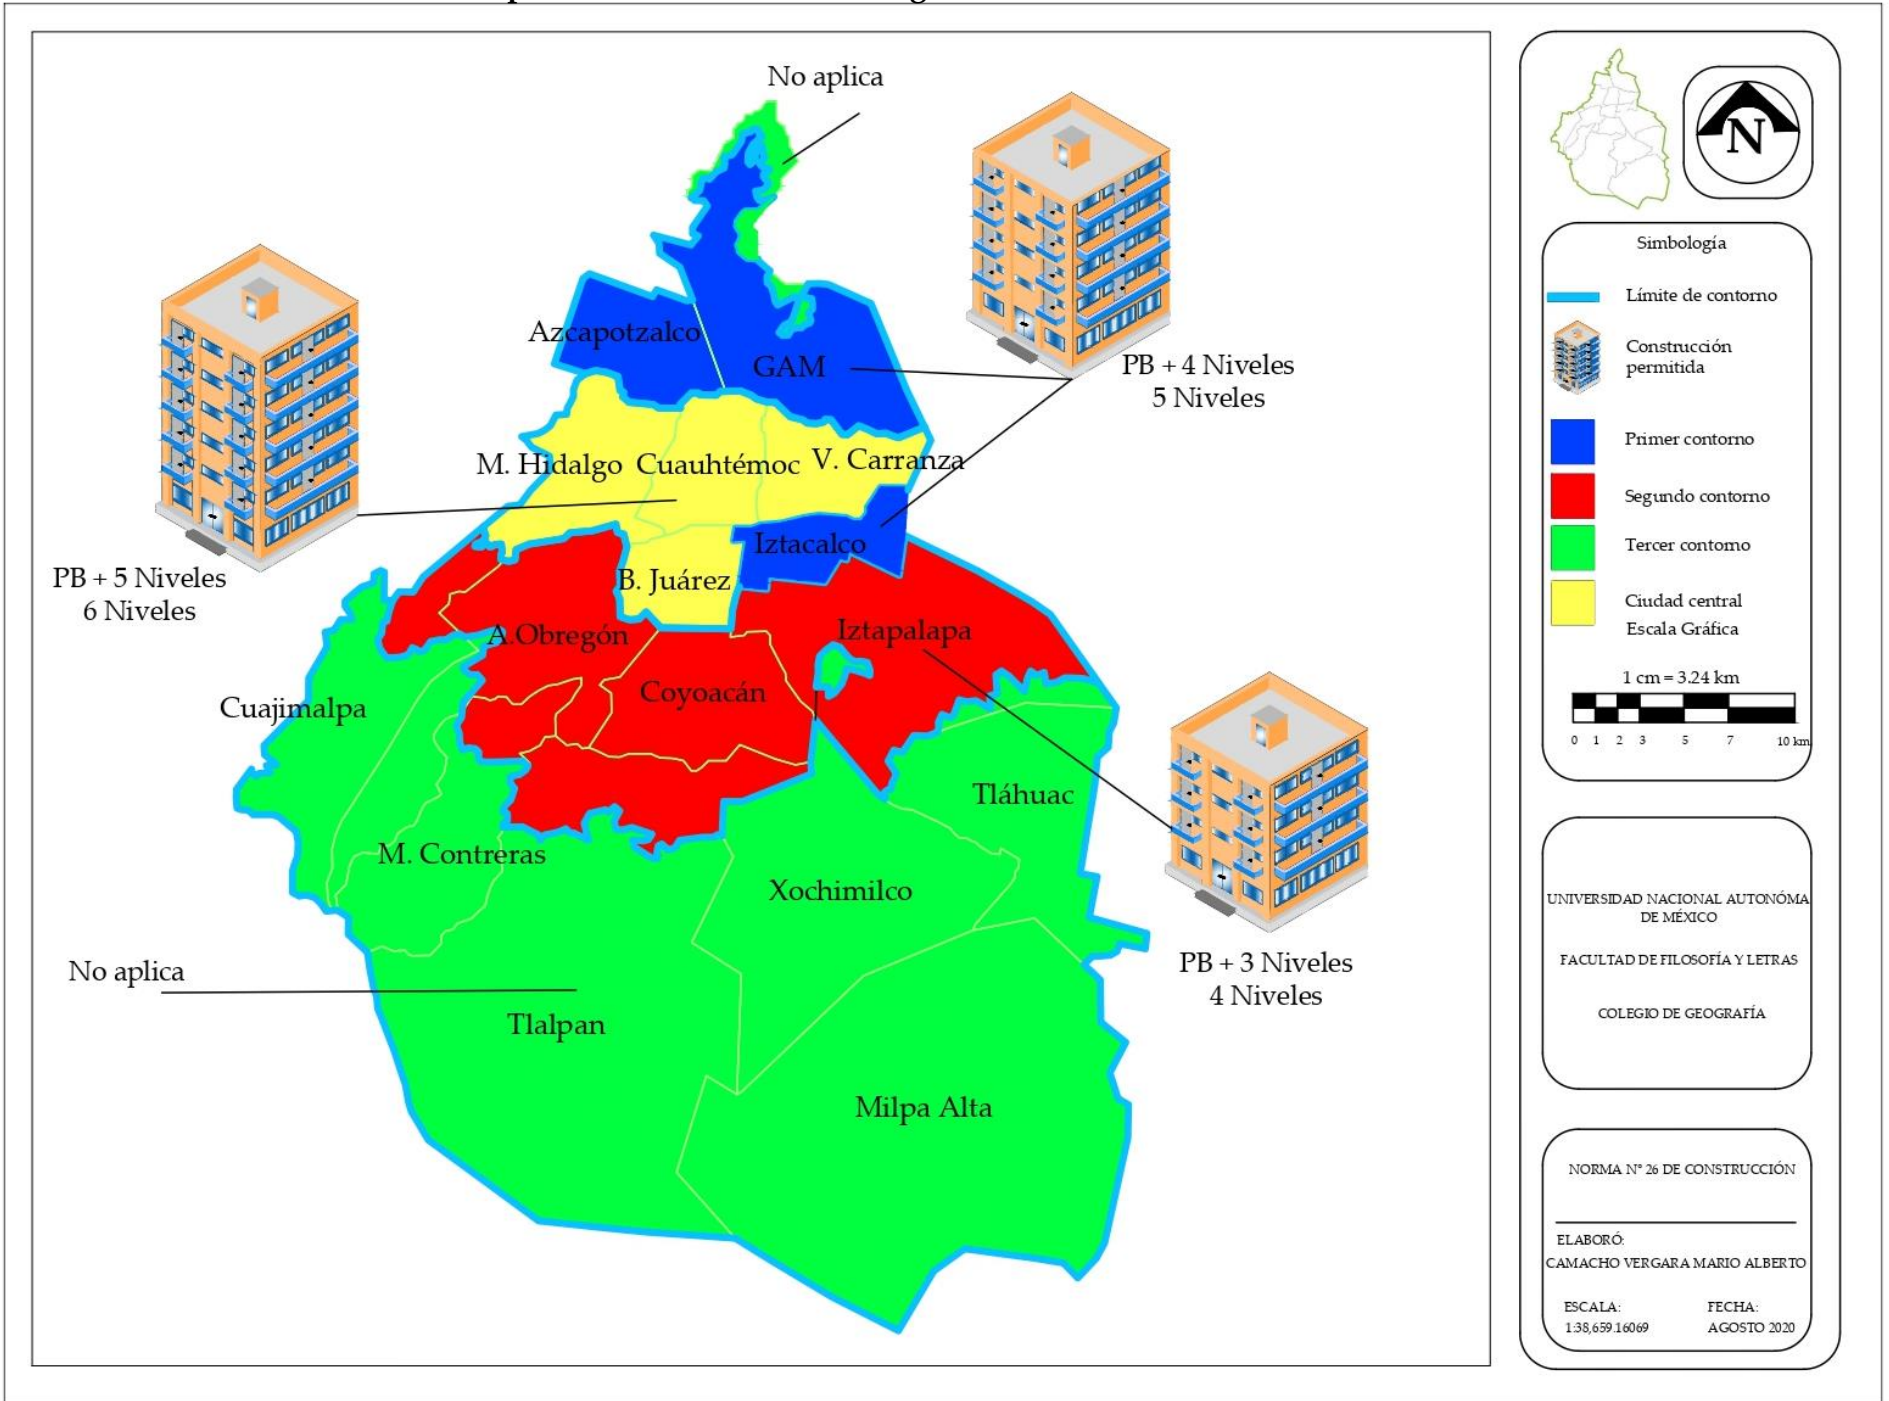 No aplica
PB + 4 Niveles
5 Niveles
Azcapotzalco
GAM
M. Hidalgo
Cuauhtémoc
V. Carranza
Iztacalco
B. Juárez
PB + 5 Niveles
6 Niveles
A.Obregón
Iztapalapa
Coyoacán
Cuajimalpa
Tláhuac
M. Contreras
Xochimilco
PB + 3 Niveles
4 Niveles
No aplica
Tlalpan
Milpa Alta
N
Simbología
Límite de contorno
Construcción
permitida
Primer contorno
Segundo contorno
Tercer contorno
Ciudad central
Escala Gráfica
1 cm = 3.24 km
0 1 2 3 5 7 10 km
UNIVERSIDAD NACIONAL AUTONÓMA
DE MÉXICO
FACULTAD DE FILOSOFÍA Y LETRAS
COLEGIO DE GEOGRAFÍA
NORMA N° 26 DE CONSTRUCCIÓN
ELABORÓ:
CAMACHO VERGARA MARIO ALBERTO
ESCALA:
1:38,659.16069
FECHA:
AGOSTO 2020